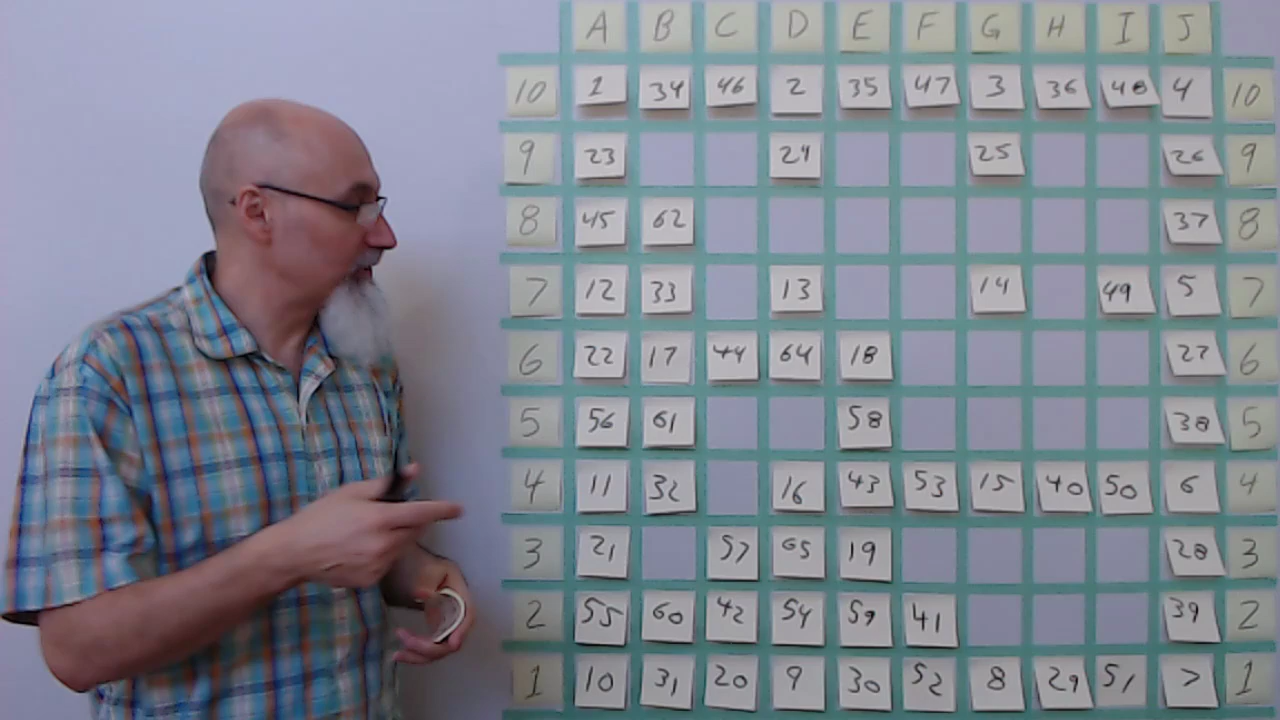 A B C D E F G H I J
10 1 34 46 2 35 47 3 36 48 4 10
9 23 24 25 26 9
8 45 62 37 8
7 12 33 13 14 49 5 7
6 22 17 44 64 18 27 6
5 56 61 58 38 5
4 11 32 16 43 53 15 40 50 6 4
3 21 57 65 19 28 3
2 55 60 42 54 59 41 39 2
1 10 31 20 9 30 52 8 29 51 7 1